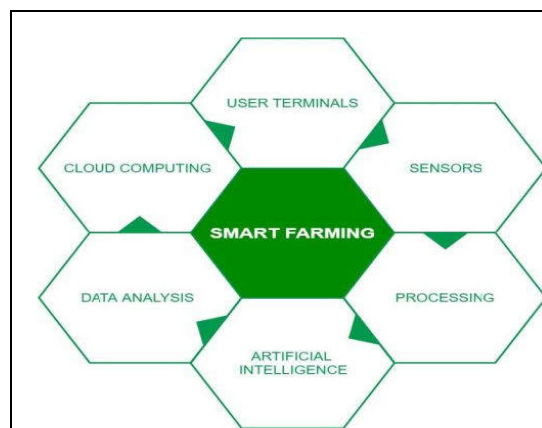 USER TERMINALS
CLOUD COMPUTING
SENSORS
SMART FARMING
DATA ANALYSIS
PROCESSING
ARTIFICIAL
INTELLIGENCE